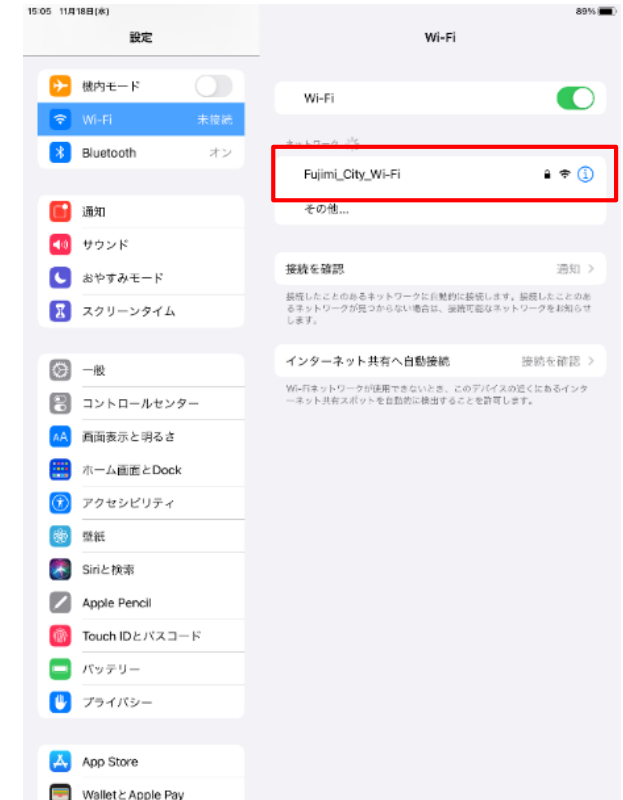 15:05 11月18日(水)
89%
設定
機内モード
Wi-Fi 未接続
Bluetooth オン
通知
サウンド
おやすみモード
スクリーンタイム
一般
コントロールセンター
画面表示と明るさ
ホーム画面とDock
アクセシビリティ
壁紙
Siriと検索
Apple Pencil
Touch IDとパスコード
バッテリー
プライバシー
App Store
WalletとApple Pay
Wi-Fi
Wi-Fi
ネットワーク
Fujimi_City_Wi-Fi
その他...
接続を確認 通知
接続したことのあるネットワークに自動的に接続します。接続したことのあ
るネットワークが見つからない場合は、接続可能なネットワークをお知らせ
します。
インターネット共有へ自動接続 接続を確認
Wi-Fiネットワークが使用できないとき、このデバイスの近くにあるインタ
ーネット共有スポットを自動的に検出することを許可します。